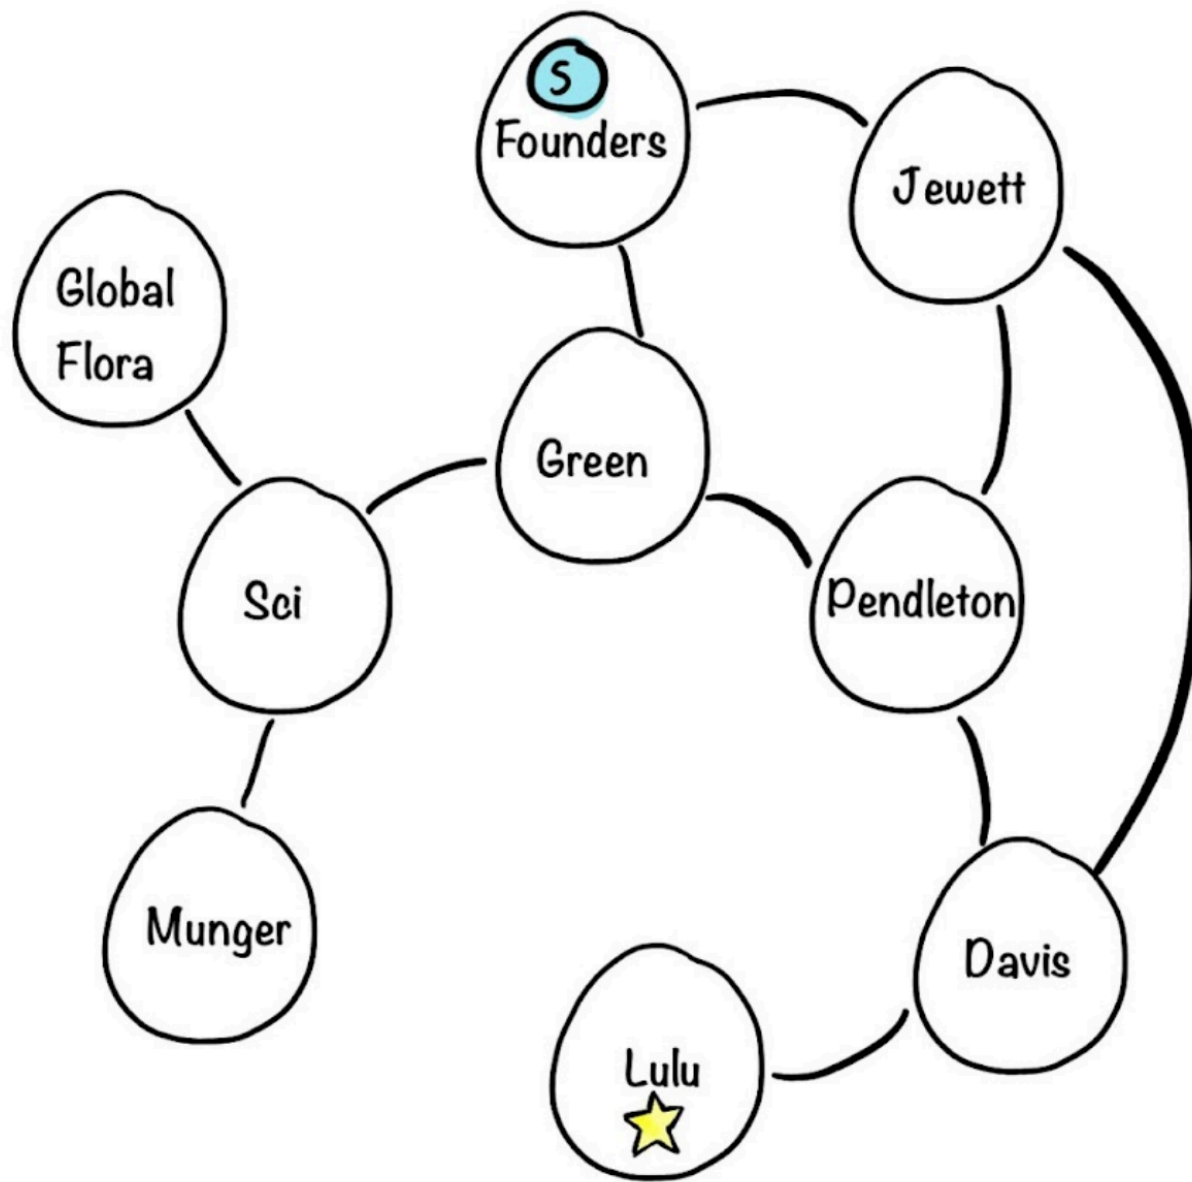 S
Founders
Jewett
Global
Flora
Green
Sci
Pendleton
Munger
Davis
Lulu